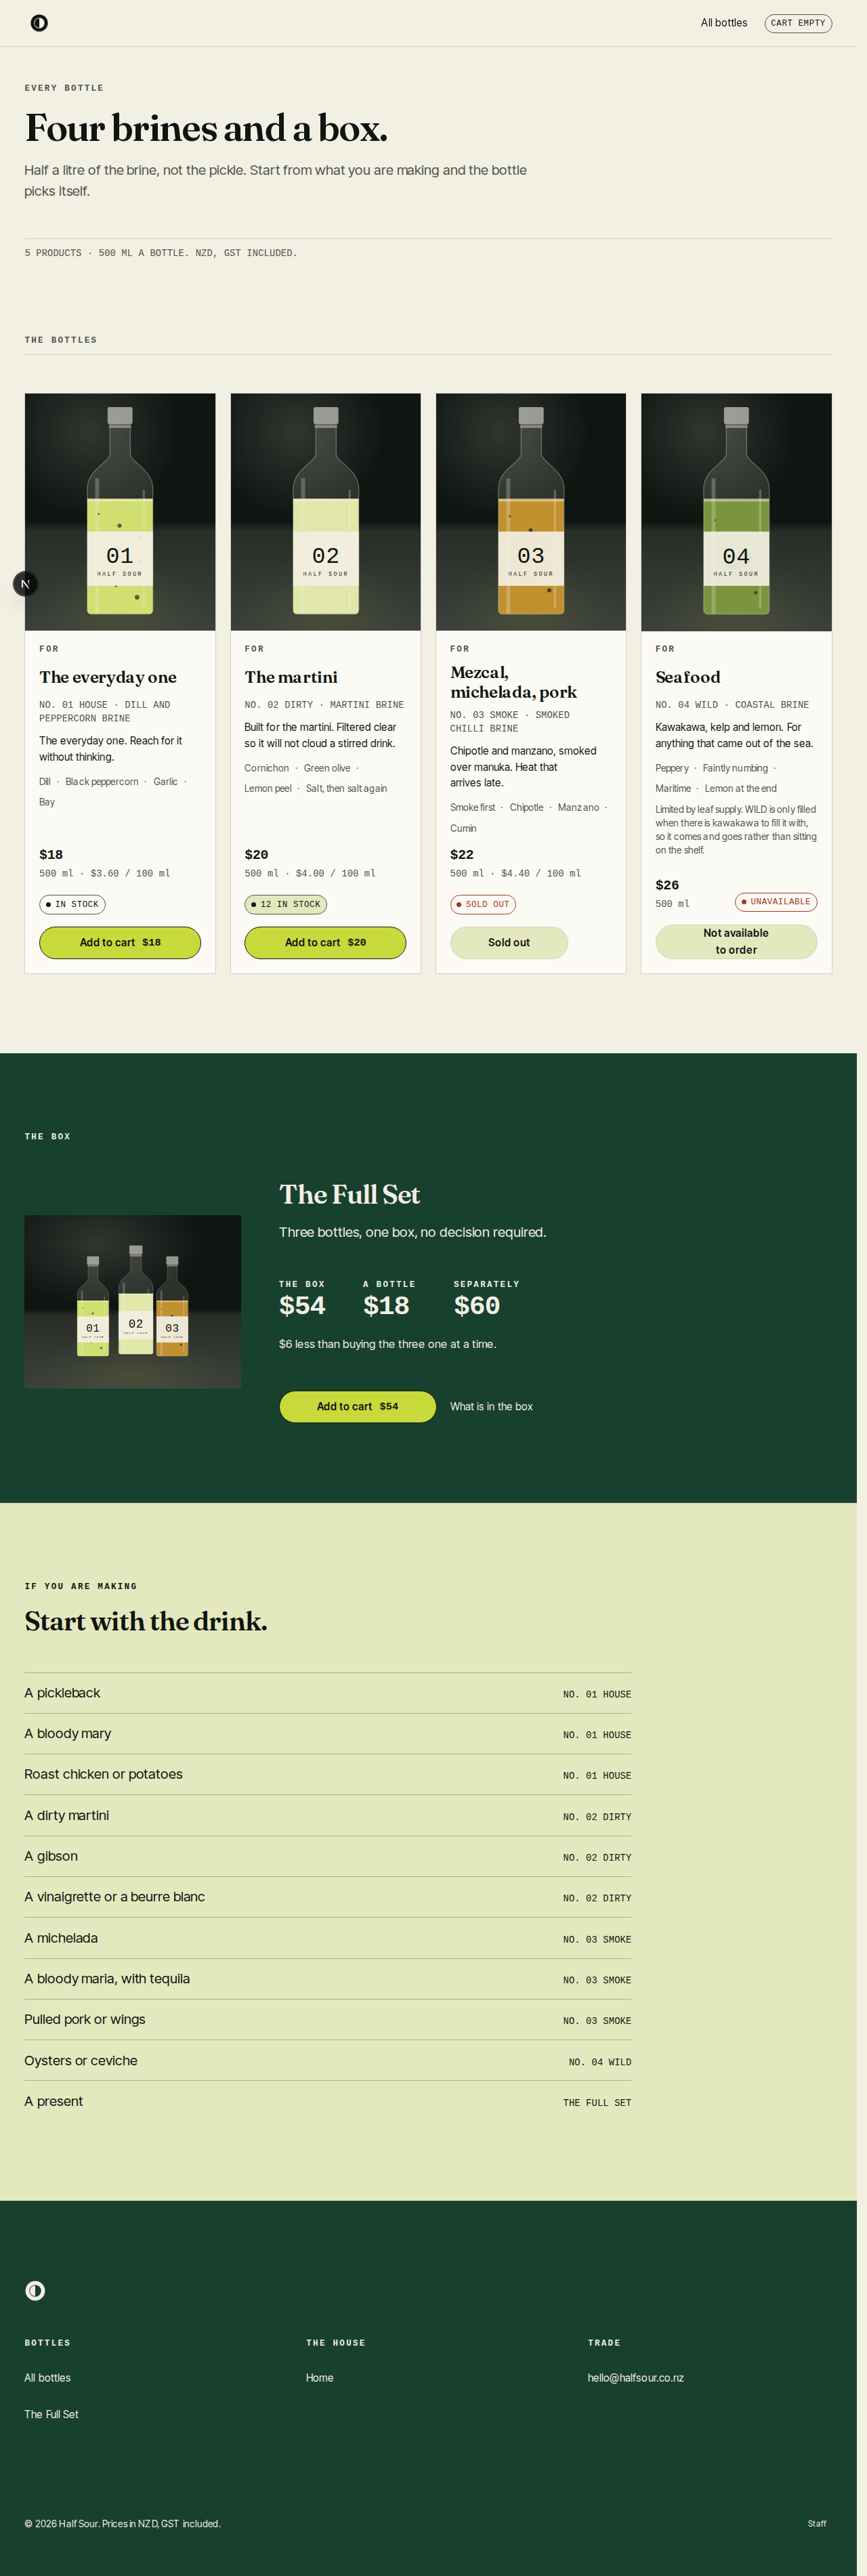 All bottles
CART EMPTY
EVERY BOTTLE
Four brines and a box.
Half a litre of the brine, not the pickle. Start from what you are making and the bottle
picks itself.
5 PRODUCTS · 500 ML A BOTTLE. NZD, GST INCLUDED.
THE BOTTLES
01
HALF SOUR
02
HALF SOUR
03
HALF SOUR
04
HALF SOUR
N
FOR
The everyday one
NO. 01 HOUSE · DILL AND
PEPPERCORN BRINE
The everyday one. Reach for it
without thinking.
Dill · Black peppercorn · Garlic ·
Bay
$18
500 ml · $3.60 / 100 ml
IN STOCK
Add to cart $18
FOR
The martini
NO. 02 DIRTY · MARTINI BRINE
Built for the martini. Filtered clear
so it will not cloud a stirred drink.
Cornichon · Green olive ·
Lemon peel · Salt, then salt again
$20
500 ml · $4.00 / 100 ml
12 IN STOCK
Add to cart $20
FOR
Mezcal,
michelada, pork
NO. 03 SMOKE · SMOKED
CHILLI BRINE
Chipotle and manzano, smoked
over manuka. Heat that
arrives late.
Smoke first · Chipotle · Manzano ·
Cumin
$22
500 ml · $4.40 / 100 ml
SOLD OUT
Sold out
FOR
Seafood
NO. 04 WILD · COASTAL BRINE
Kawakawa, kelp and lemon. For
anything that came out of the sea.
Peppery · Faintly numbing ·
Maritime · Lemon at the end
Limited by leaf supply. WILD is only filled
when there is kawakawa to fill it with,
so it comes and goes rather than sitting
on the shelf.
$26
500 ml
UNAVAILABLE
Not available
to order
THE BOX
01
HALF SOUR
02
HALF SOUR
03
HALF SOUR
The Full Set
Three bottles, one box, no decision required.
THE BOX
$54
A BOTTLE
$18
SEPARATELY
$60
$6 less than buying the three one at a time.
Add to cart $54
What is in the box
IF YOU ARE MAKING
Start with the drink.
A pickleback NO. 01 HOUSE
A bloody mary NO. 01 HOUSE
Roast chicken or potatoes NO. 01 HOUSE
A dirty martini NO. 02 DIRTY
A gibson NO. 02 DIRTY
A vinaigrette or a beurre blanc NO. 02 DIRTY
A michelada NO. 03 SMOKE
A bloody maria, with tequila NO. 03 SMOKE
Pulled pork or wings NO. 03 SMOKE
Oysters or ceviche NO. 04 WILD
A present THE FULL SET
BOTTLES
All bottles
The Full Set
THE HOUSE
Home
TRADE
hello@halfsour.co.nz
© 2026 Half Sour. Prices in NZD, GST included.
Staff